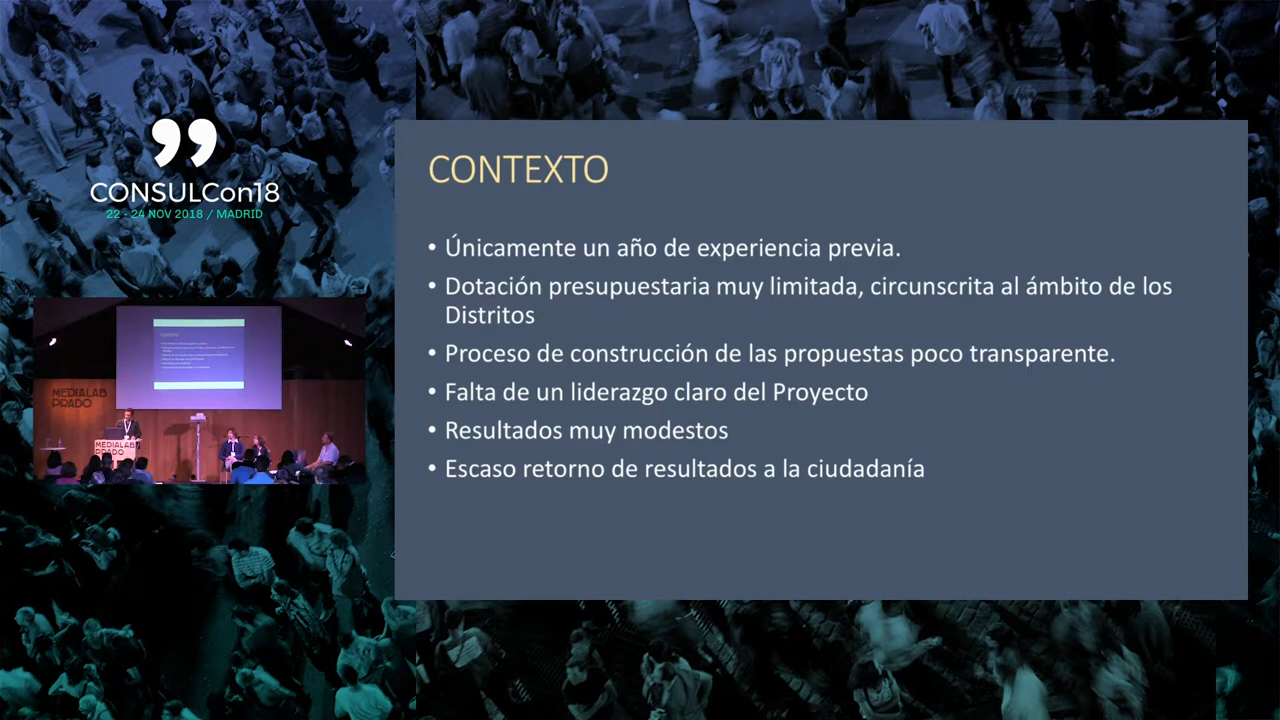 CONSULCon18
22 - 24 NOV 2018 / MADRID
CONTEXTO
• Únicamente un año de experiencia previa.
• Dotación presupuestaria muy limitada, circunscrita al ámbito de los
Distritos
• Proceso de construcción de las propuestas poco transparente.
• Falta de un liderazgo claro del Proyecto
• Resultados muy modestos
• Escaso retorno de resultados a la ciudadanía
MEDIALAB
PRADO
MEDIALAB
PRADO